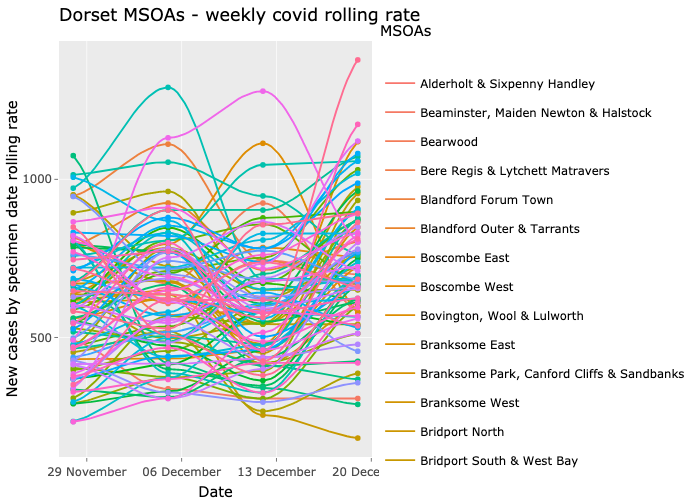 Dorset MSOAs - weekly covid rolling rate
MSOAs
Alderholt & Sixpenny Handley
Beaminster, Maiden Newton & Halstock
Bearwood
Bere Regis & Lytchett Matravers
Blandford Forum Town
Blandford Outer & Tarrants
Boscombe East
Boscombe West
Bovington, Wool & Lulworth
Branksome East
Branksome Park, Canford Cliffs & Sandbanks
Branksome West
Bridport North
Bridport South & West Bay
New cases by specimen date rolling rate
1000
500
29 November
06 December
13 December
20 Dece
Date